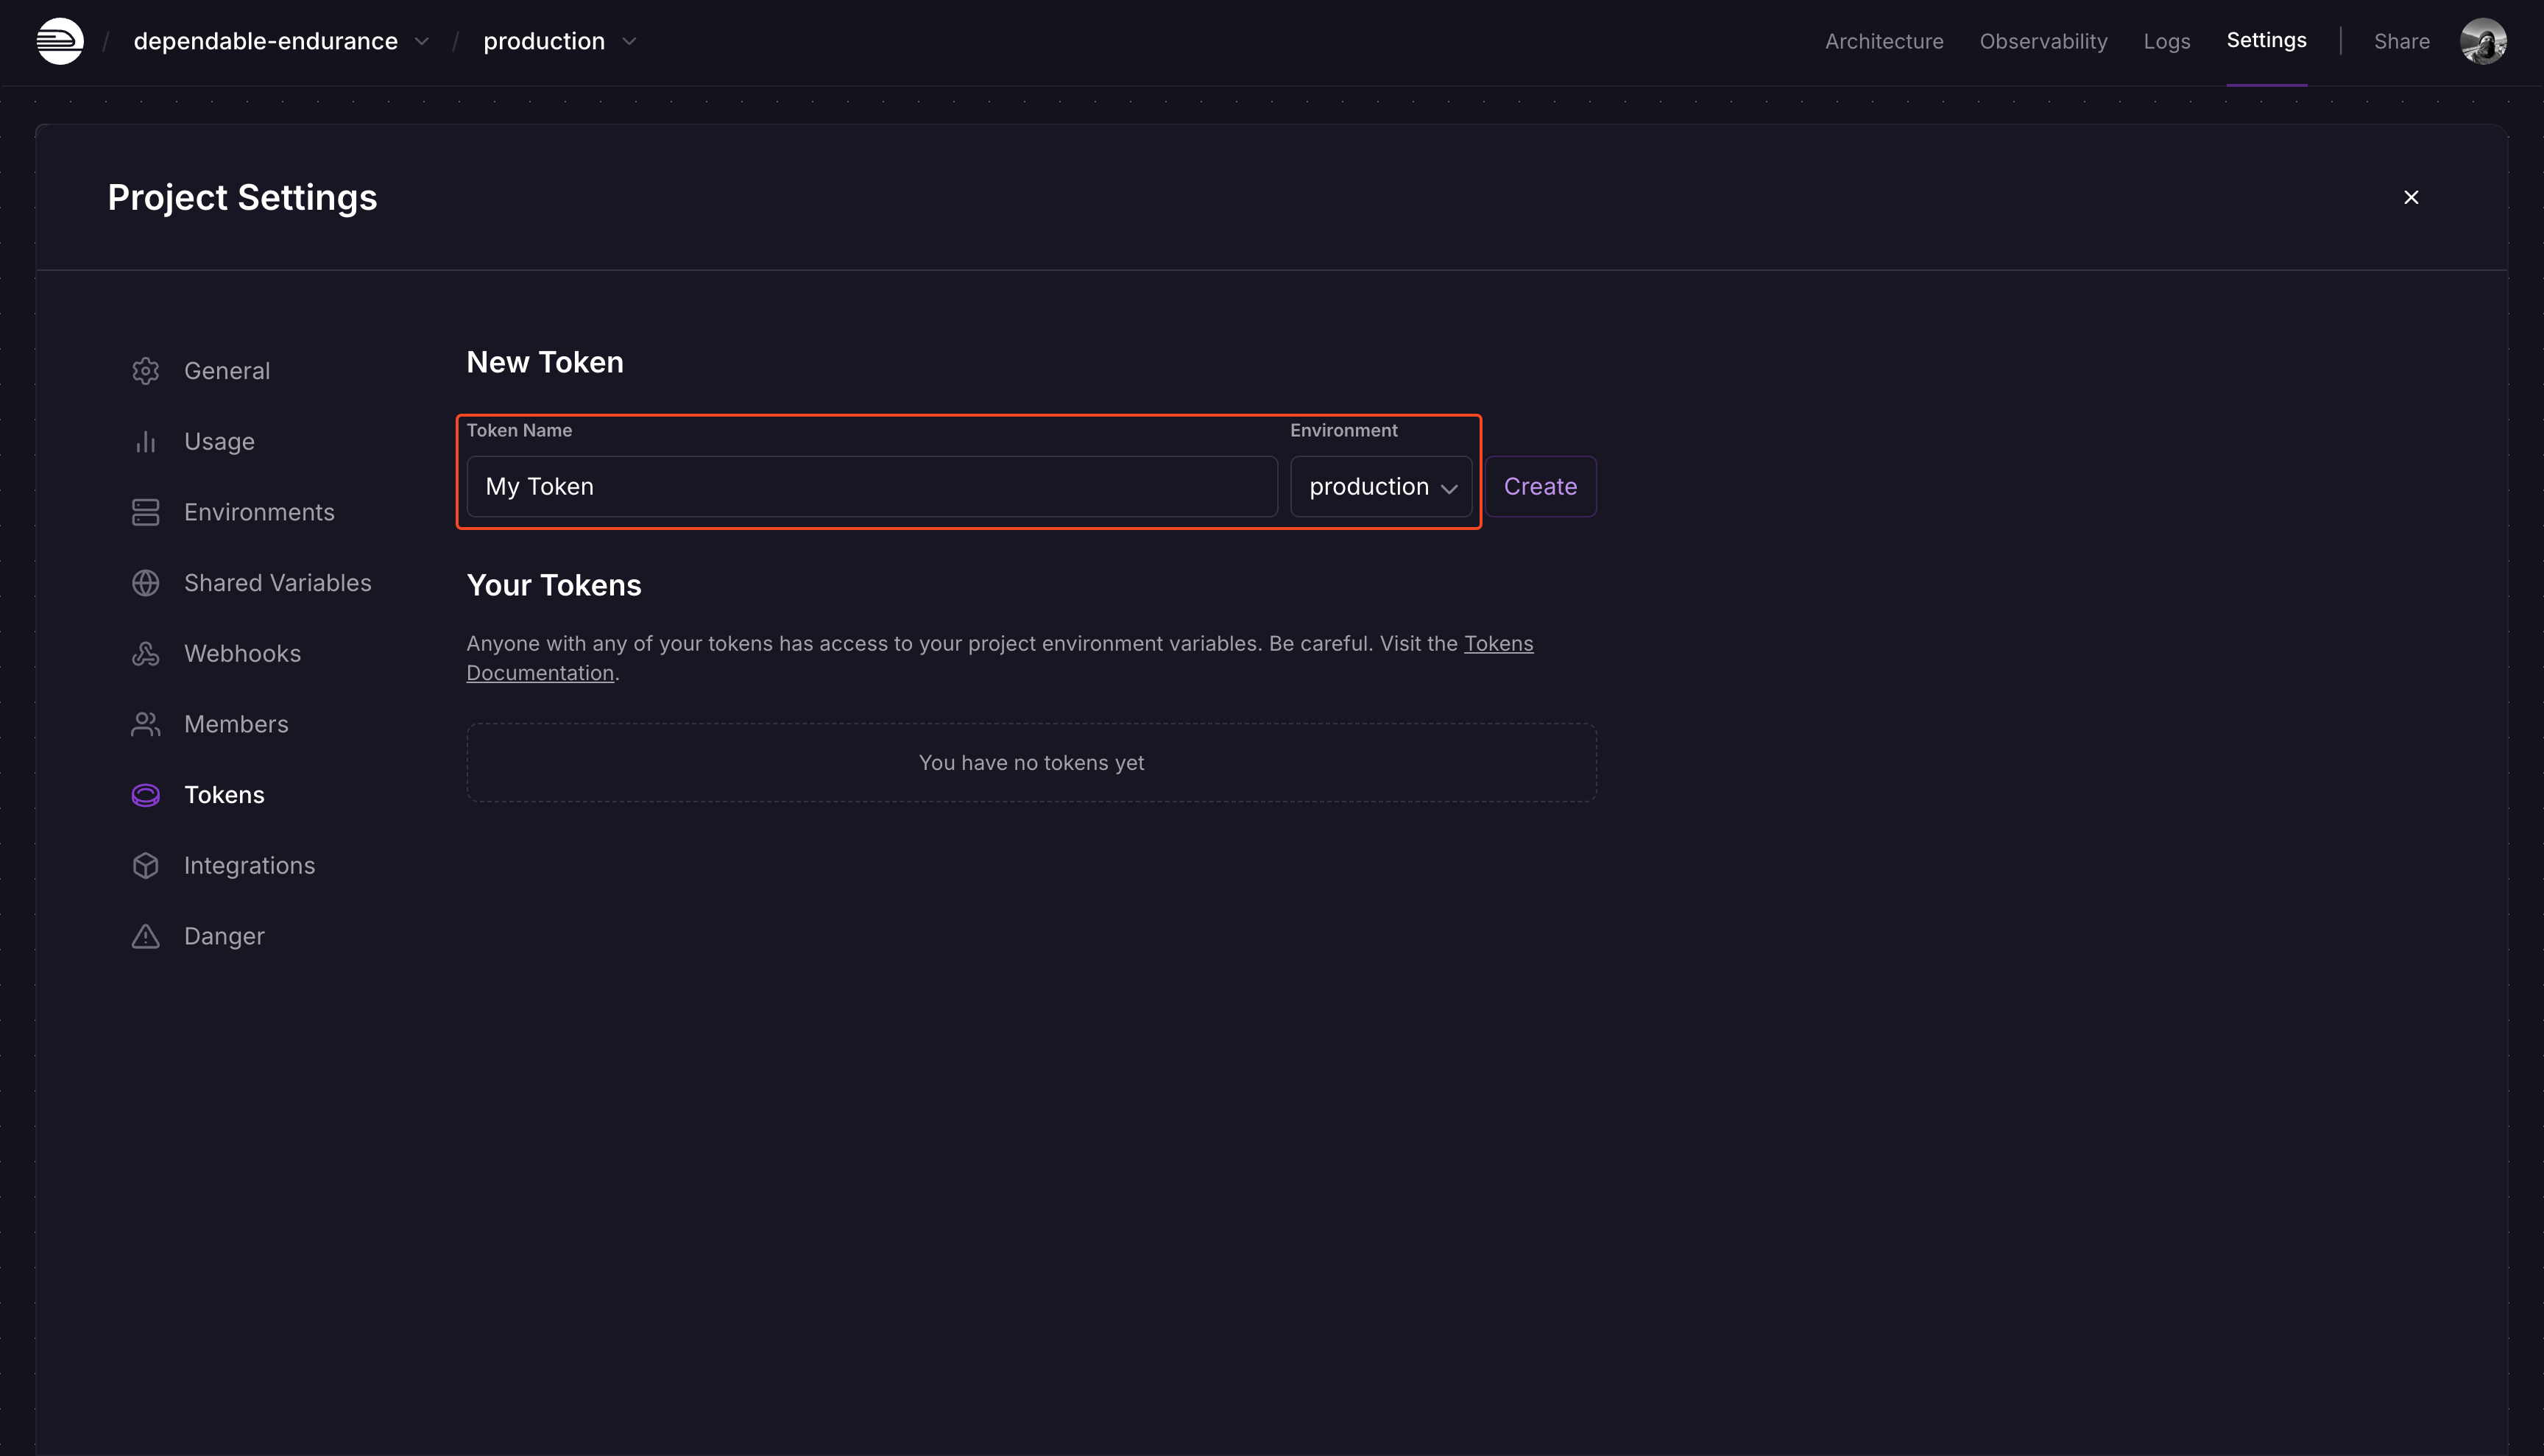 / dependable-endurance / production
Architecture Observability Logs Settings | Share
Project Settings
General
Usage
Environments
Shared Variables
Webhooks
Members
Tokens
Integrations
Danger
New Token
Token Name Environment
My Token production Create
Your Tokens
Anyone with any of your tokens has access to your project environment variables. Be careful. Visit the Tokens
Documentation.
You have no tokens yet